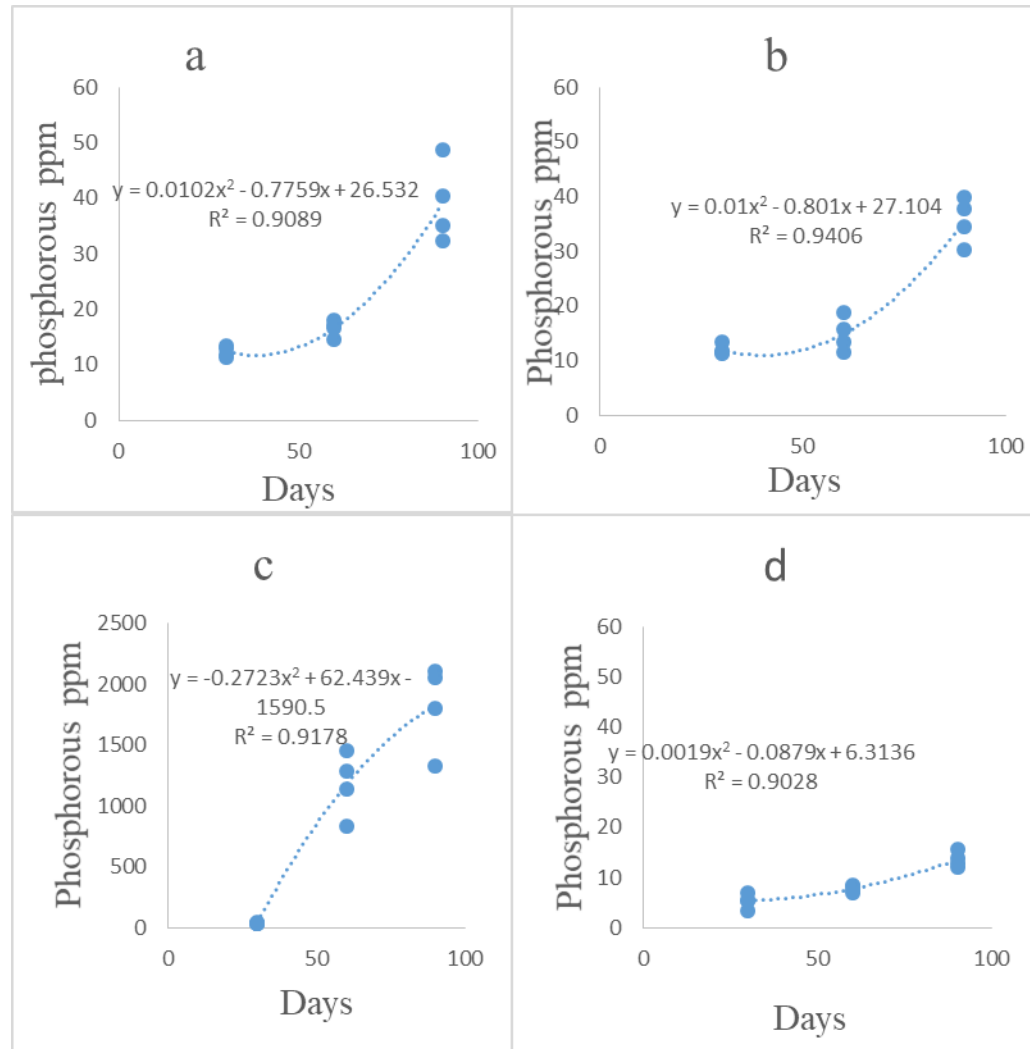 a
60
50
40
30
20
10
0
0 50 100
phosphorous ppm
Days
y = 0.0102x² - 0.7759x + 26.532
R² = 0.9089
b
60
50
40
30
20
10
0
0 50 100
Phosphorous ppm
Days
y = 0.01x² - 0.801x + 27.104
R² = 0.9406
c
2500
2000
1500
1000
500
0
0 50 100
Phosphorous ppm
Days
y = -0.2723x² + 62.439x -
1590.5
R² = 0.9178
d
60
50
40
30
20
10
0
0 50 100
Phosphorous ppm
Days
y = 0.0019x² - 0.0879x + 6.3136
R² = 0.9028